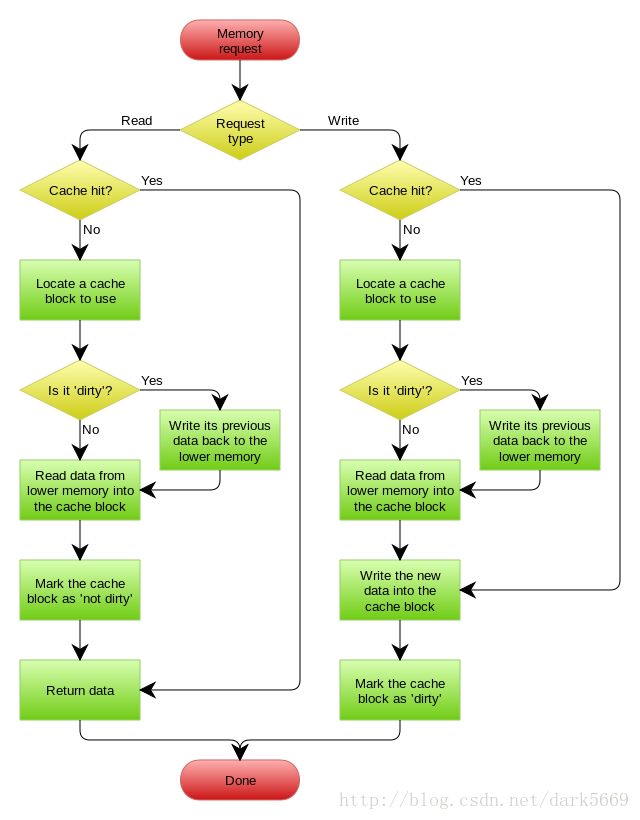 Memory
request
Request
type
Read
Write
Cache hit?
Yes
No
Locate a cache
block to use
Is it 'dirty'?
Yes
No
Write its previous
data back to the
lower memory
Read data from
lower memory into
the cache block
Mark the cache
block as 'not dirty'
Return data
Cache hit?
Yes
No
Locate a cache
block to use
Is it 'dirty'?
Yes
No
Write its previous
data back to the
lower memory
Read data from
lower memory into
the cache block
Write the new
data into the
cache block
Mark the cache
block as 'dirty'
Done
http://blog.csdn.net/dark5669